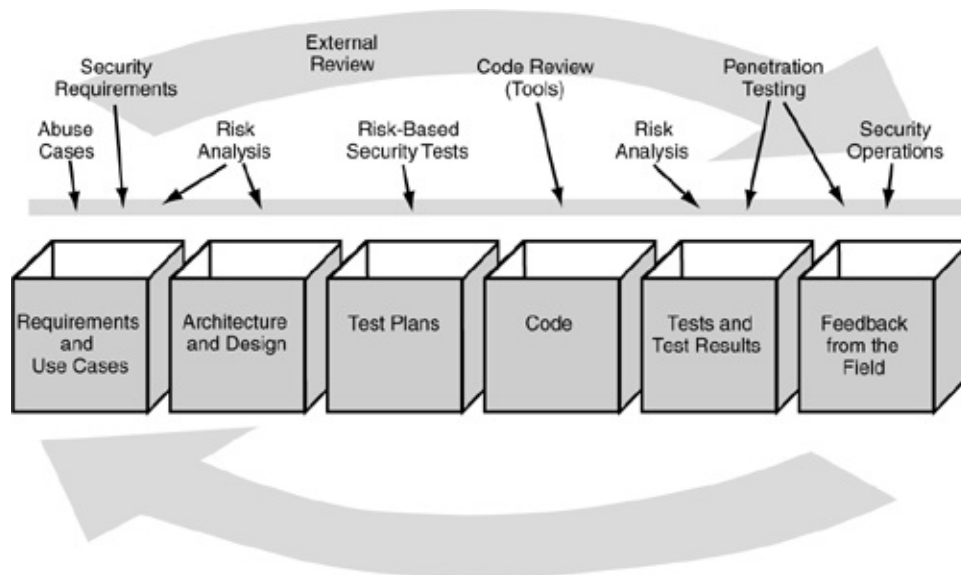 External
Review
Security
Requirements
Code Review
(Tools)
Penetration
Testing
Abuse
Cases
Risk
Analysis
Risk-Based
Security Tests
Risk
Analysis
Security
Operations
Requirements
and
Use Cases
Architecture
and Design
Test Plans
Code
Tests and
Test Results
Feedback
from the
Field